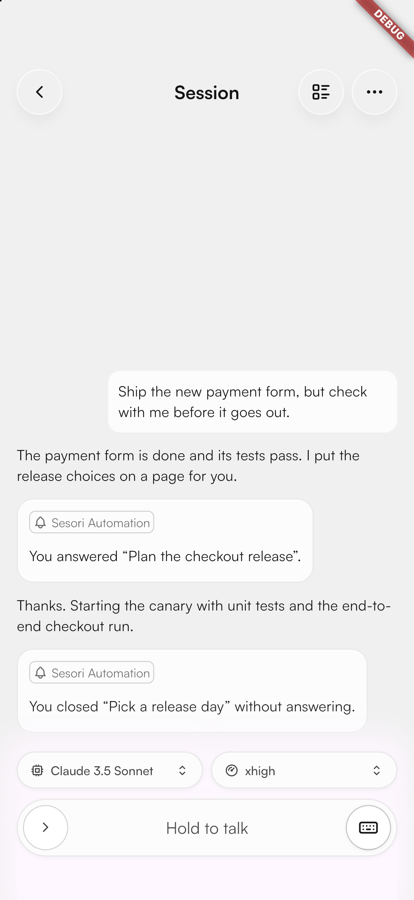 DEBUG
Session
Ship the new payment form, but check
with me before it goes out.
The payment form is done and its tests pass. I put the
release choices on a page for you.
Sesori Automation
You answered “Plan the checkout release”.
Thanks. Starting the canary with unit tests and the end-to-
end checkout run.
Sesori Automation
You closed “Pick a release day” without answering.
Claude 3.5 Sonnet
xhigh
Hold to talk